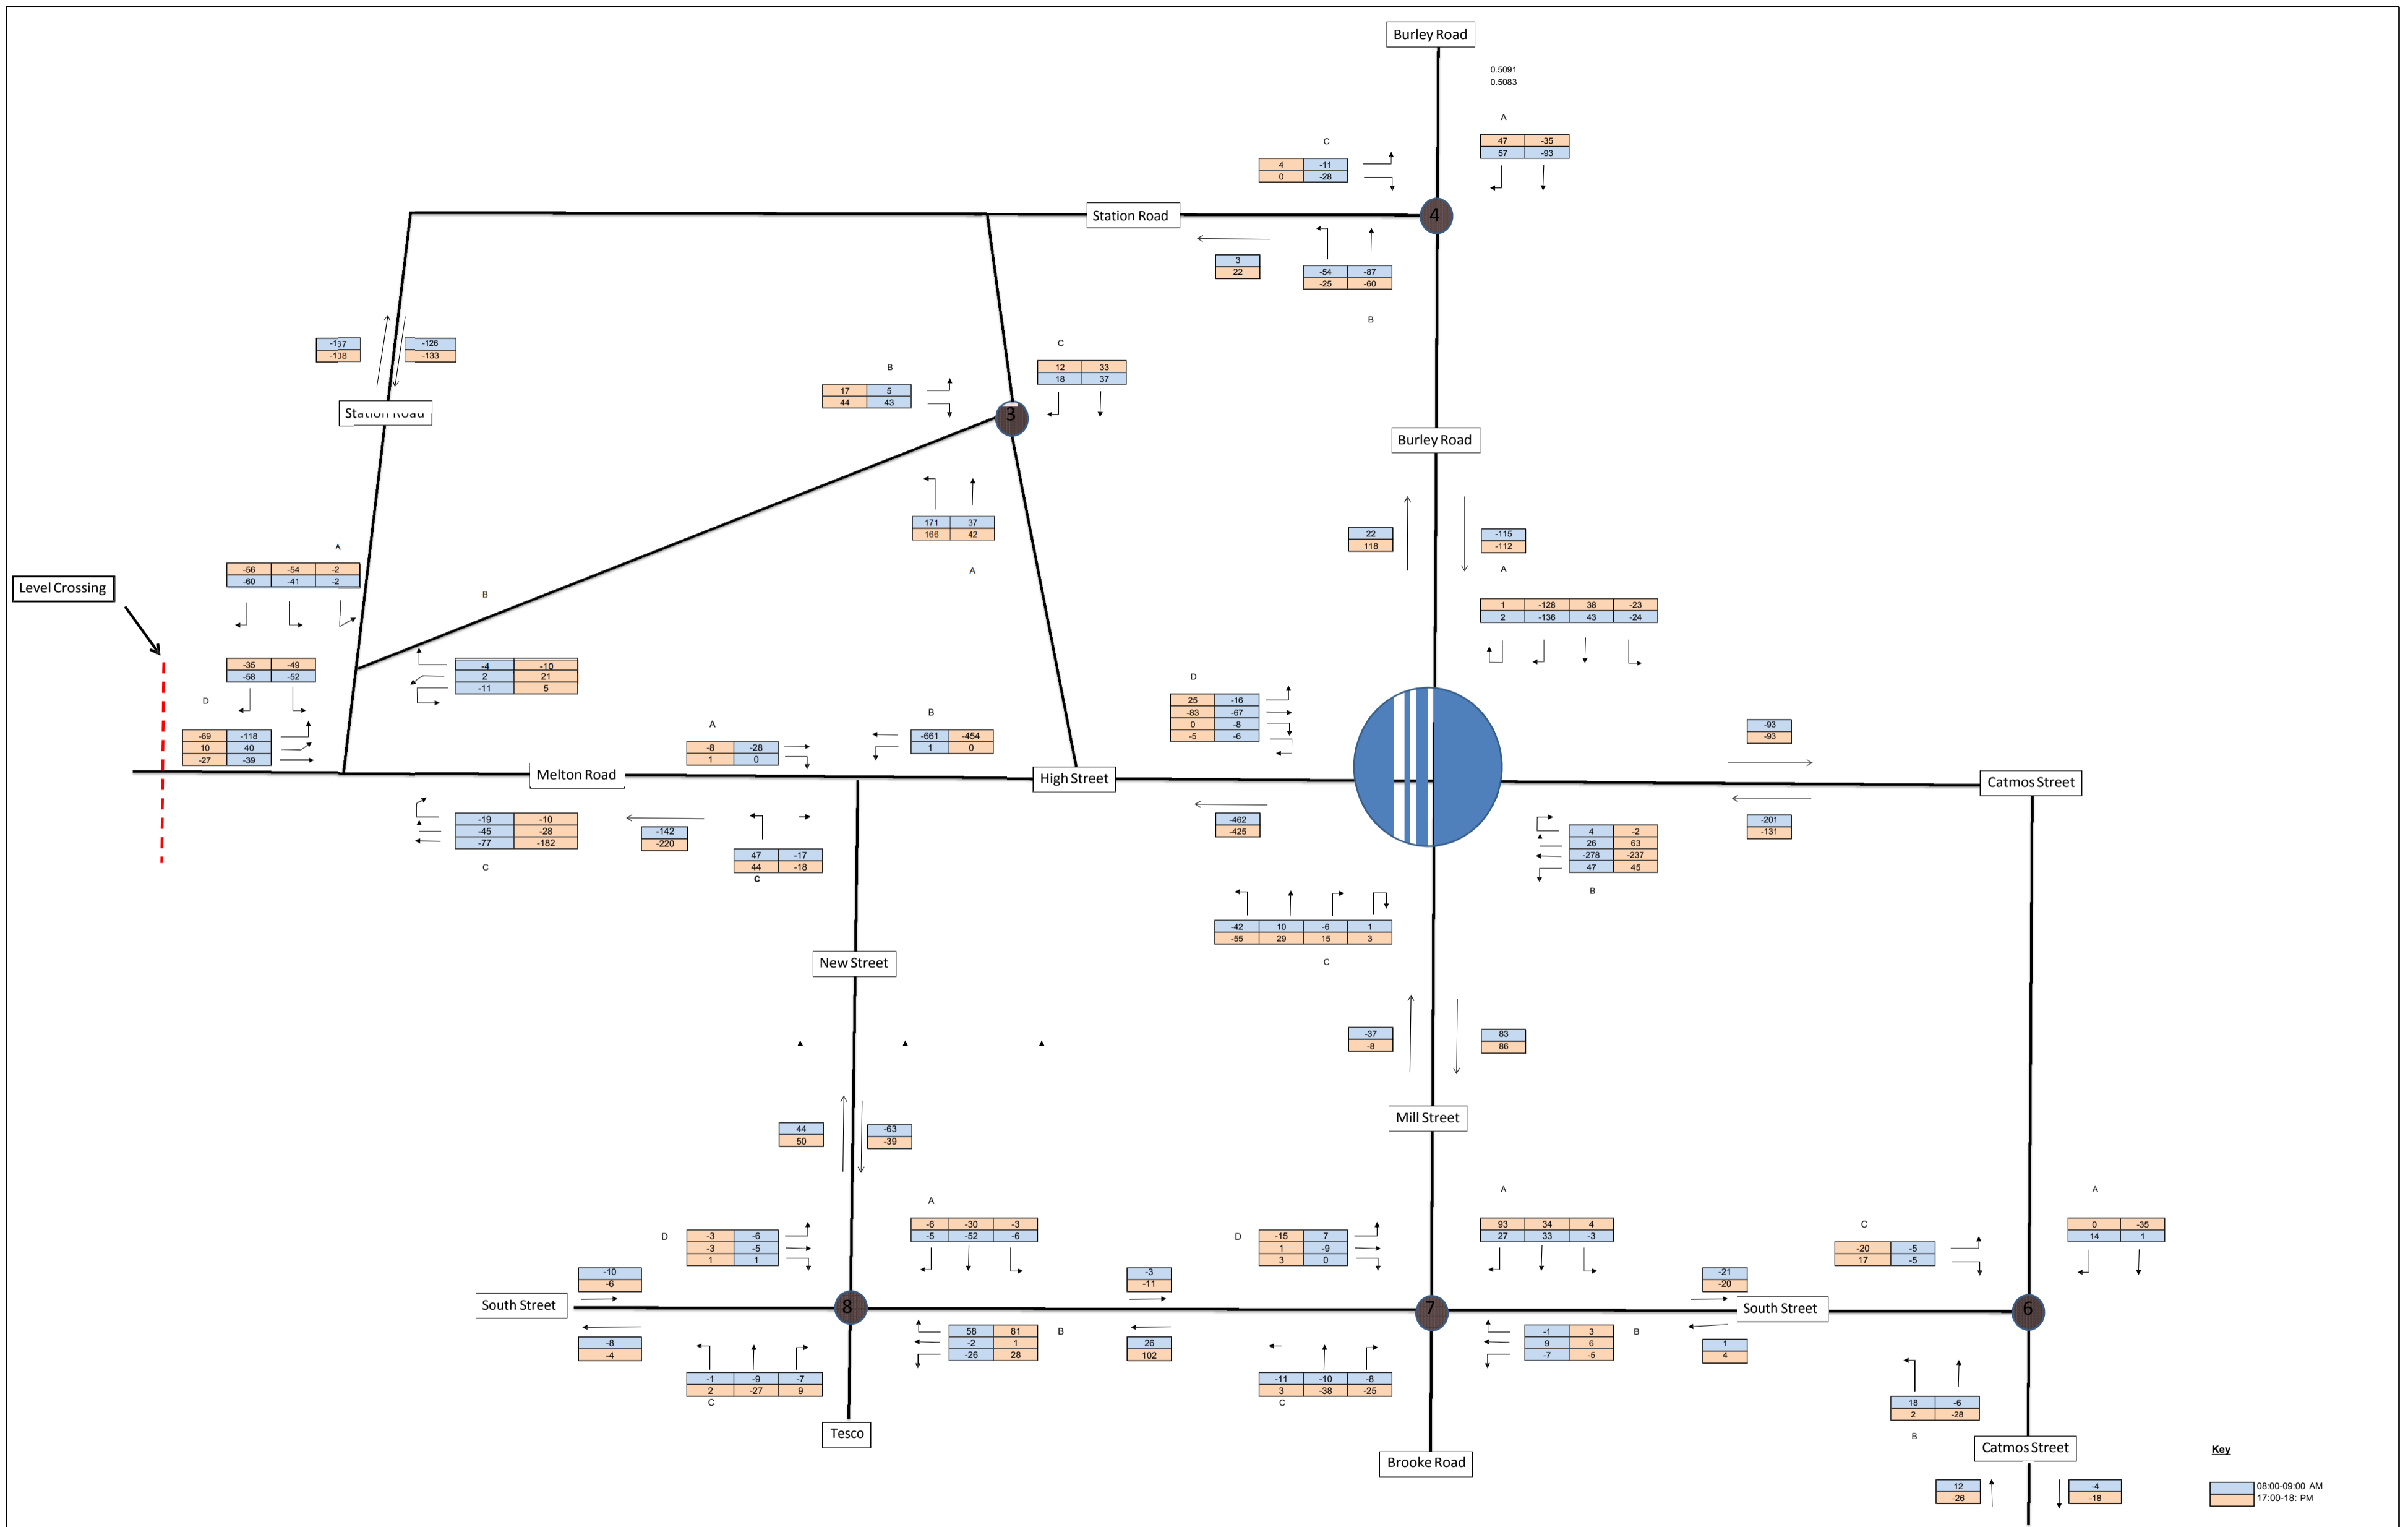 Burley Road
0.5091
0.5083
A
47 -35
57 -93
C
4 -11
0 -28
Station Road
4
3
22
-54 -87
-25 -60
B
-126
-108 -133
C
12 33
18 37
B
17 5
44 43
3
Station Road
Burley Road
171 37
166 42
A
22
118
-115
-112
A
1 -128 38 -23
2 -136 43 -24
A
-56 -54 -2
-60 -41 -2
Level Crossing
B
-35 -49
-58 -52
-4 -10
2 21
-11 5
D
-69 -118
10 40
-27 -39
A
-8 -28
1 0
B
-661 -454
1 0
D
25 -16
-83 -67
0 -8
-5 -6
-93
-93
Melton Road
High Street
Catmos Street
-19 -10
-45 -28
-77 -182
C
-142
-220
47 -17
44 -18
C
-462
-425
4 -2
26 63
-278 -237
47 45
B
-201
-131
-42 10 -6 1
-55 29 15 3
C
New Street
-37
-8
83
86
Mill Street
44
50
-63
-39
A
-6 -30 -3
-5 -52 -6
D
-3 -6
-3 -5
1 1
A
93 34 4
27 33 -3
D
-15 7
1 -9
3 0
A
0 -35
14 1
C
-20 -5
17 -5
-10
-6
-3
-11
-21
-20
South Street
8
7
South Street
6
-8
-4
58 81
-2 1
-26 28
B
26
102
-1 3
9 6
-7 -5
B
1
4
-1 -9 -7
2 -27 9
C
-11 -10 -8
3 -38 -25
C
18 -6
2 -28
B
Tesco
Brooke Road
Catmos Street
12
-26
-4
-18
Key
08:00-09:00 AM
17:00-18: PM